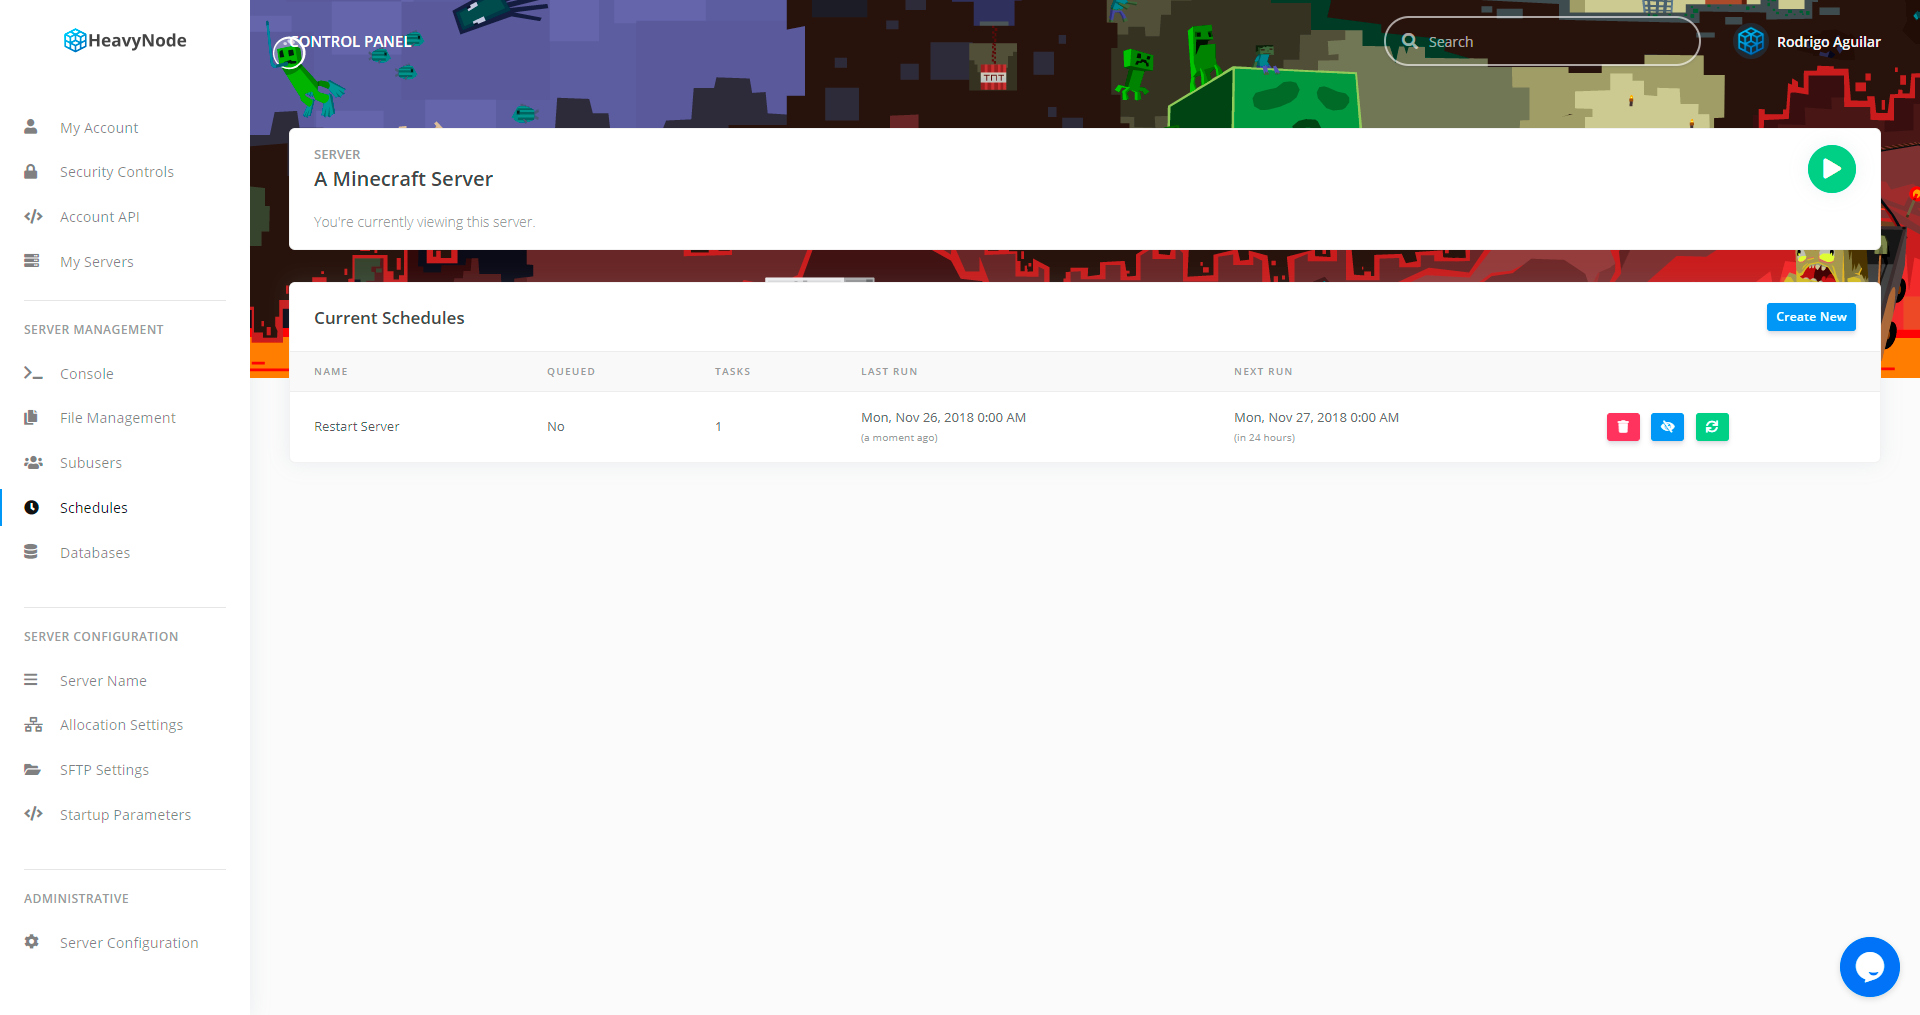 HeavyNode
My Account
Security Controls
Account API
My Servers
SERVER MANAGEMENT
Console
File Management
Subusers
Schedules
Databases
SERVER CONFIGURATION
Server Name
Allocation Settings
SFTP Settings
Startup Parameters
ADMINISTRATIVE
Server Configuration
CONTROL PANEL
TNT
Search
Rodrigo Aguilar
SERVER
A Minecraft Server
You're currently viewing this server.
Current Schedules
Create New
NAME QUEUED TASKS LAST RUN NEXT RUN
Restart Server No 1 Mon, Nov 26, 2018 0:00 AM Mon, Nov 27, 2018 0:00 AM
(a moment ago) (in 24 hours)